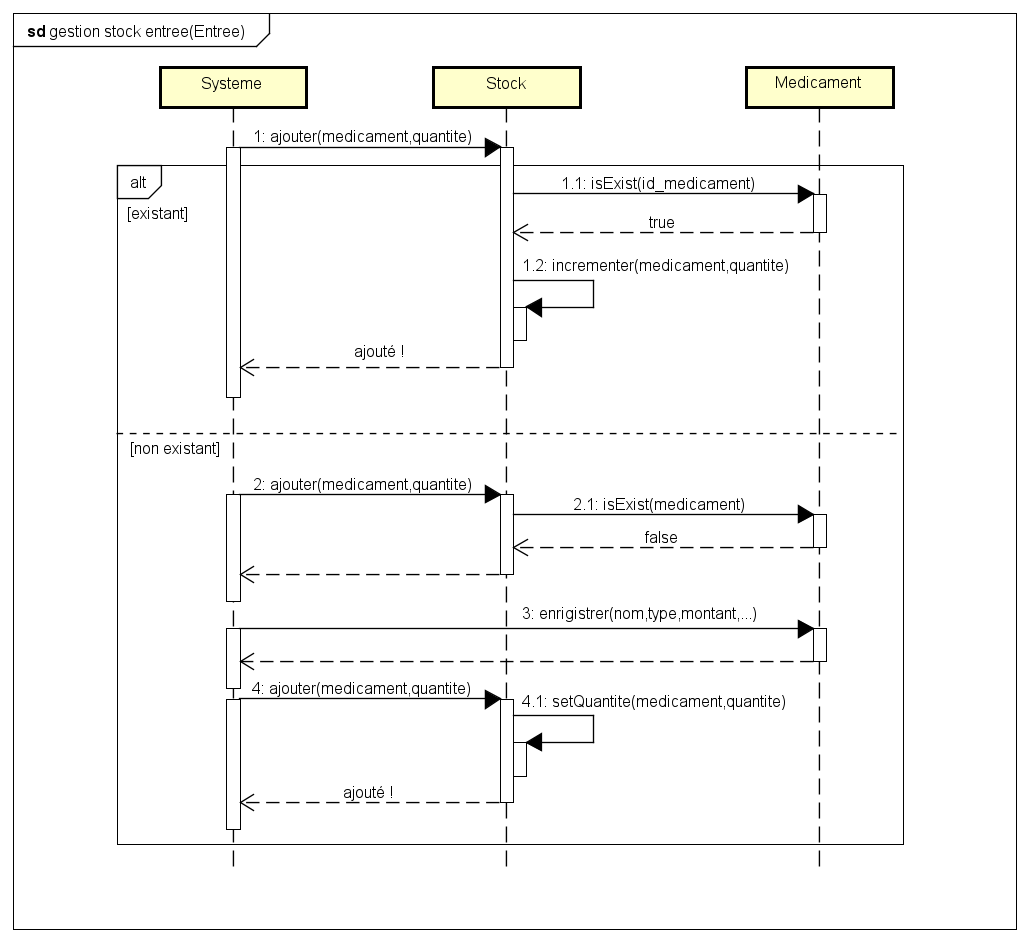 sd gestion stock entree(Entree)
Systeme
Stock
Medicament
1: ajouter(medicament,quantite)
alt
1.1: isExist(id_medicament)
[existant]
true
1.2: incrementer(medicament,quantite)
ajouté !
[non existant]
2: ajouter(medicament,quantite)
2.1: isExist(medicament)
false
3: enrigistrer(nom,type,montant,...)
4: ajouter(medicament,quantite)
4.1: setQuantite(medicament,quantite)
ajouté !